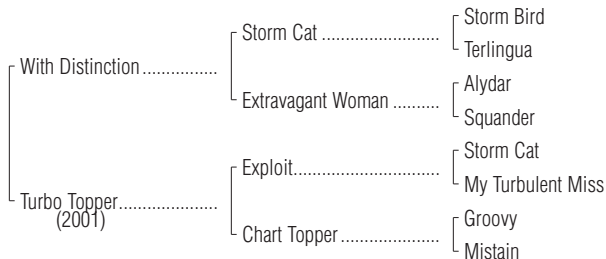 Storm Bird
Storm Cat ........................
Terlingua
With Distinction ...............
Alydar
Extravagant Woman ..........
Squander
Storm Cat
Exploit..............................
My Turbulent Miss
Turbo Topper....................
(2001)
Groovy
Chart Topper .....................
Mistain